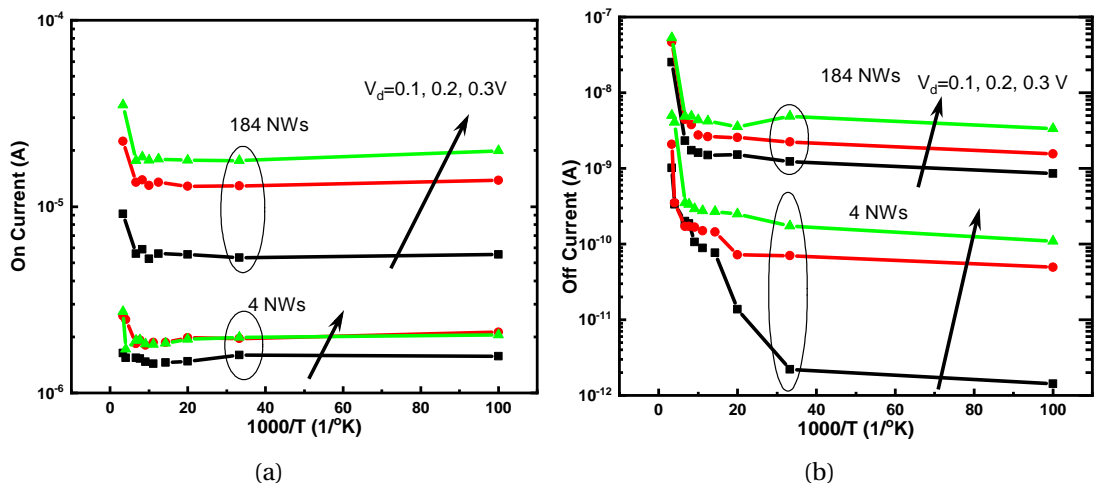 10⁻⁴
10⁻⁵
10⁻⁶
On Current (A)
V_d=0.1, 0.2, 0.3V
184 NWs
4 NWs
0 20 40 60 80 100
1000/T (1/°K)
(a)
10⁻⁷
10⁻⁸
10⁻⁹
10⁻¹⁰
10⁻¹¹
10⁻¹²
Off Current (A)
184 NWs
V_d=0.1, 0.2, 0.3 V
4 NWs
0 20 40 60 80 100
1000/T (1/°K)
(b)